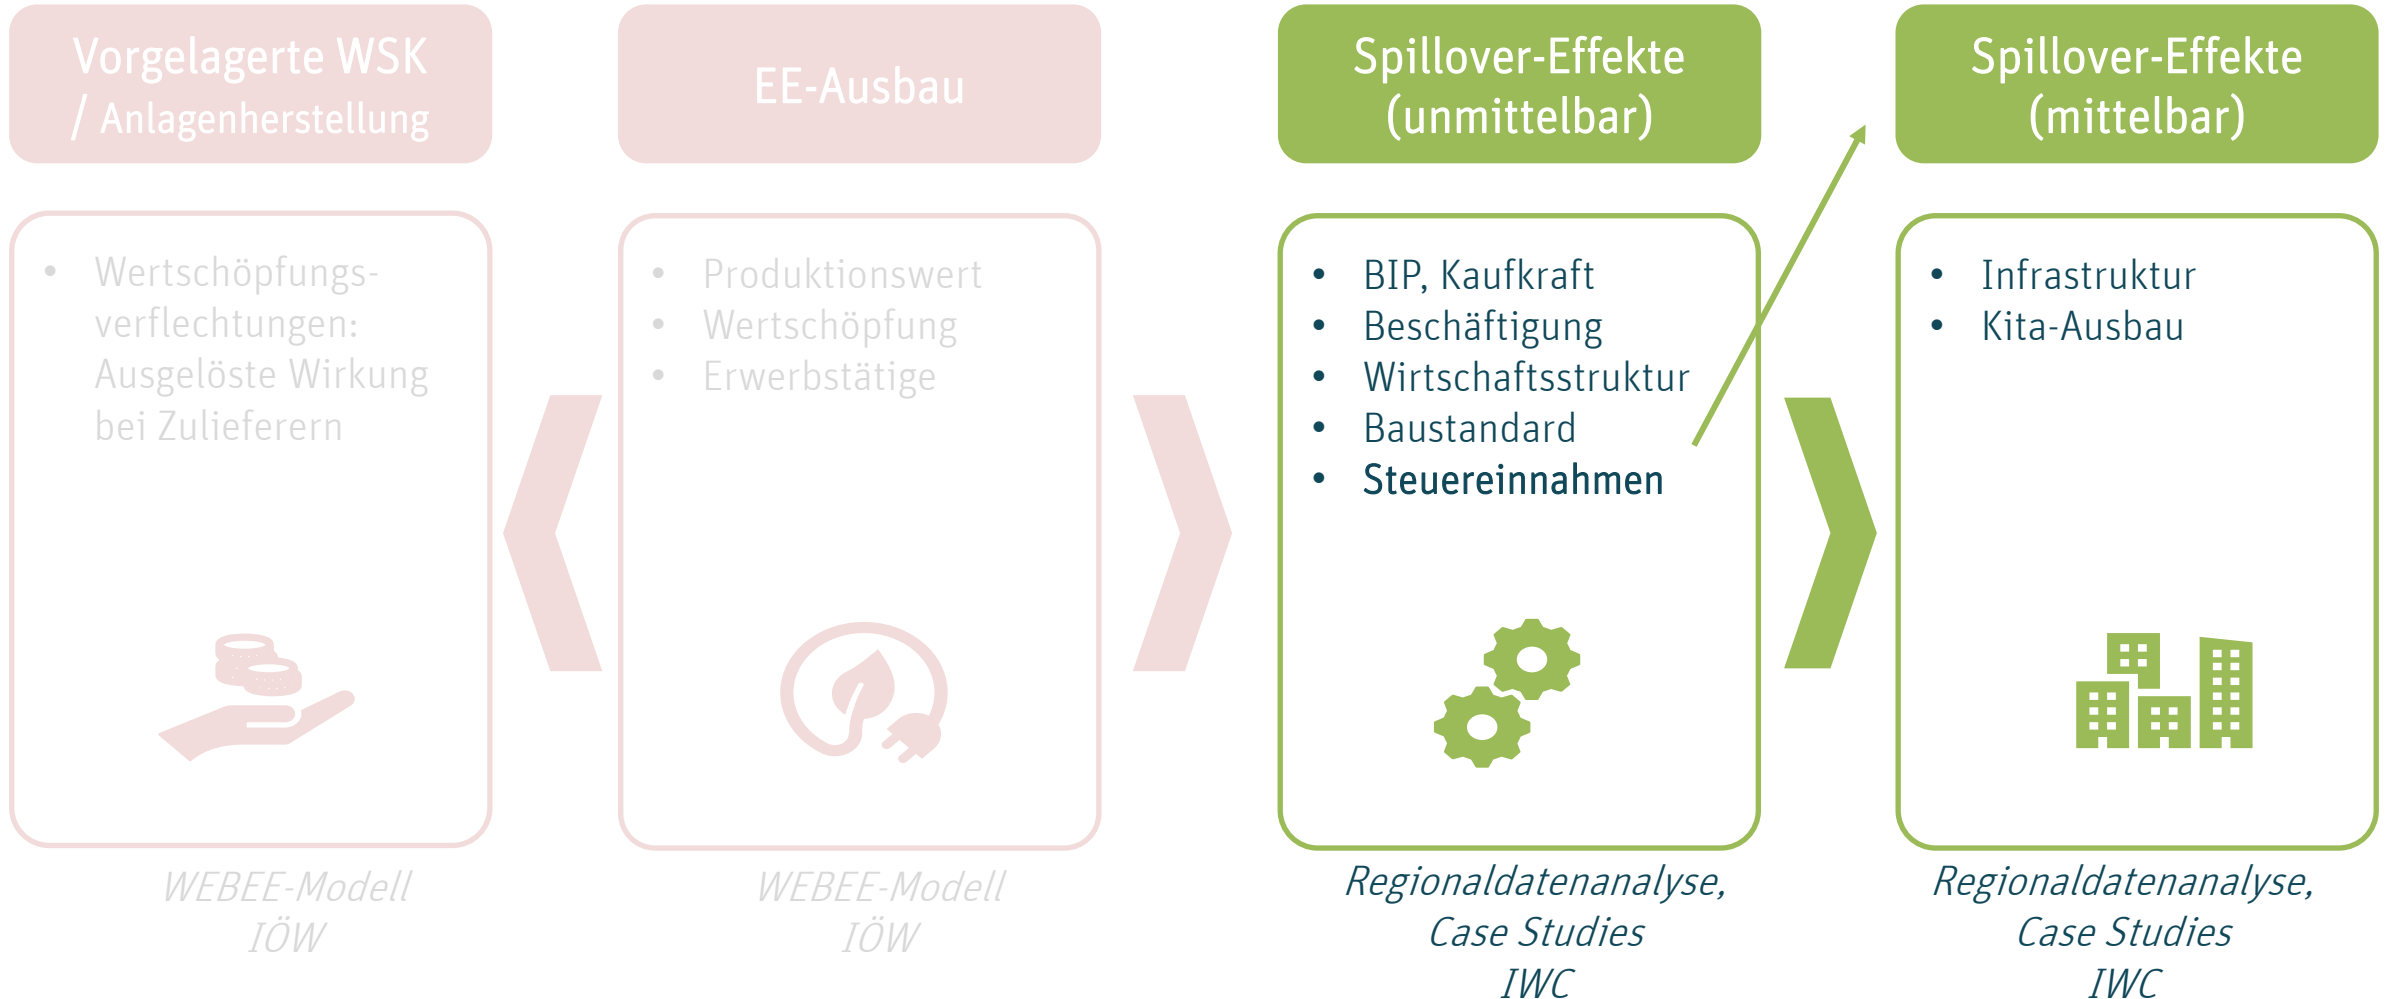 Vorgelagerte WSK
/ Anlagenherstellung
• Wertschöpfungs-
verflechtungen:
Ausgelöste Wirkung
bei Zulieferern
WEBEE-Modell
IÖW
EE-Ausbau
• Produktionswert
• Wertschöpfung
• Erwerbstätige
WEBEE-Modell
IÖW
Spillover-Effekte
(unmittelbar)
• BIP, Kaufkraft
• Beschäftigung
• Wirtschaftsstruktur
• Baustandard
• Steuereinnahmen
Regionaldatenanalyse,
Case Studies
IWC
Spillover-Effekte
(mittelbar)
• Infrastruktur
• Kita-Ausbau
Regionaldatenanalyse,
Case Studies
IWC